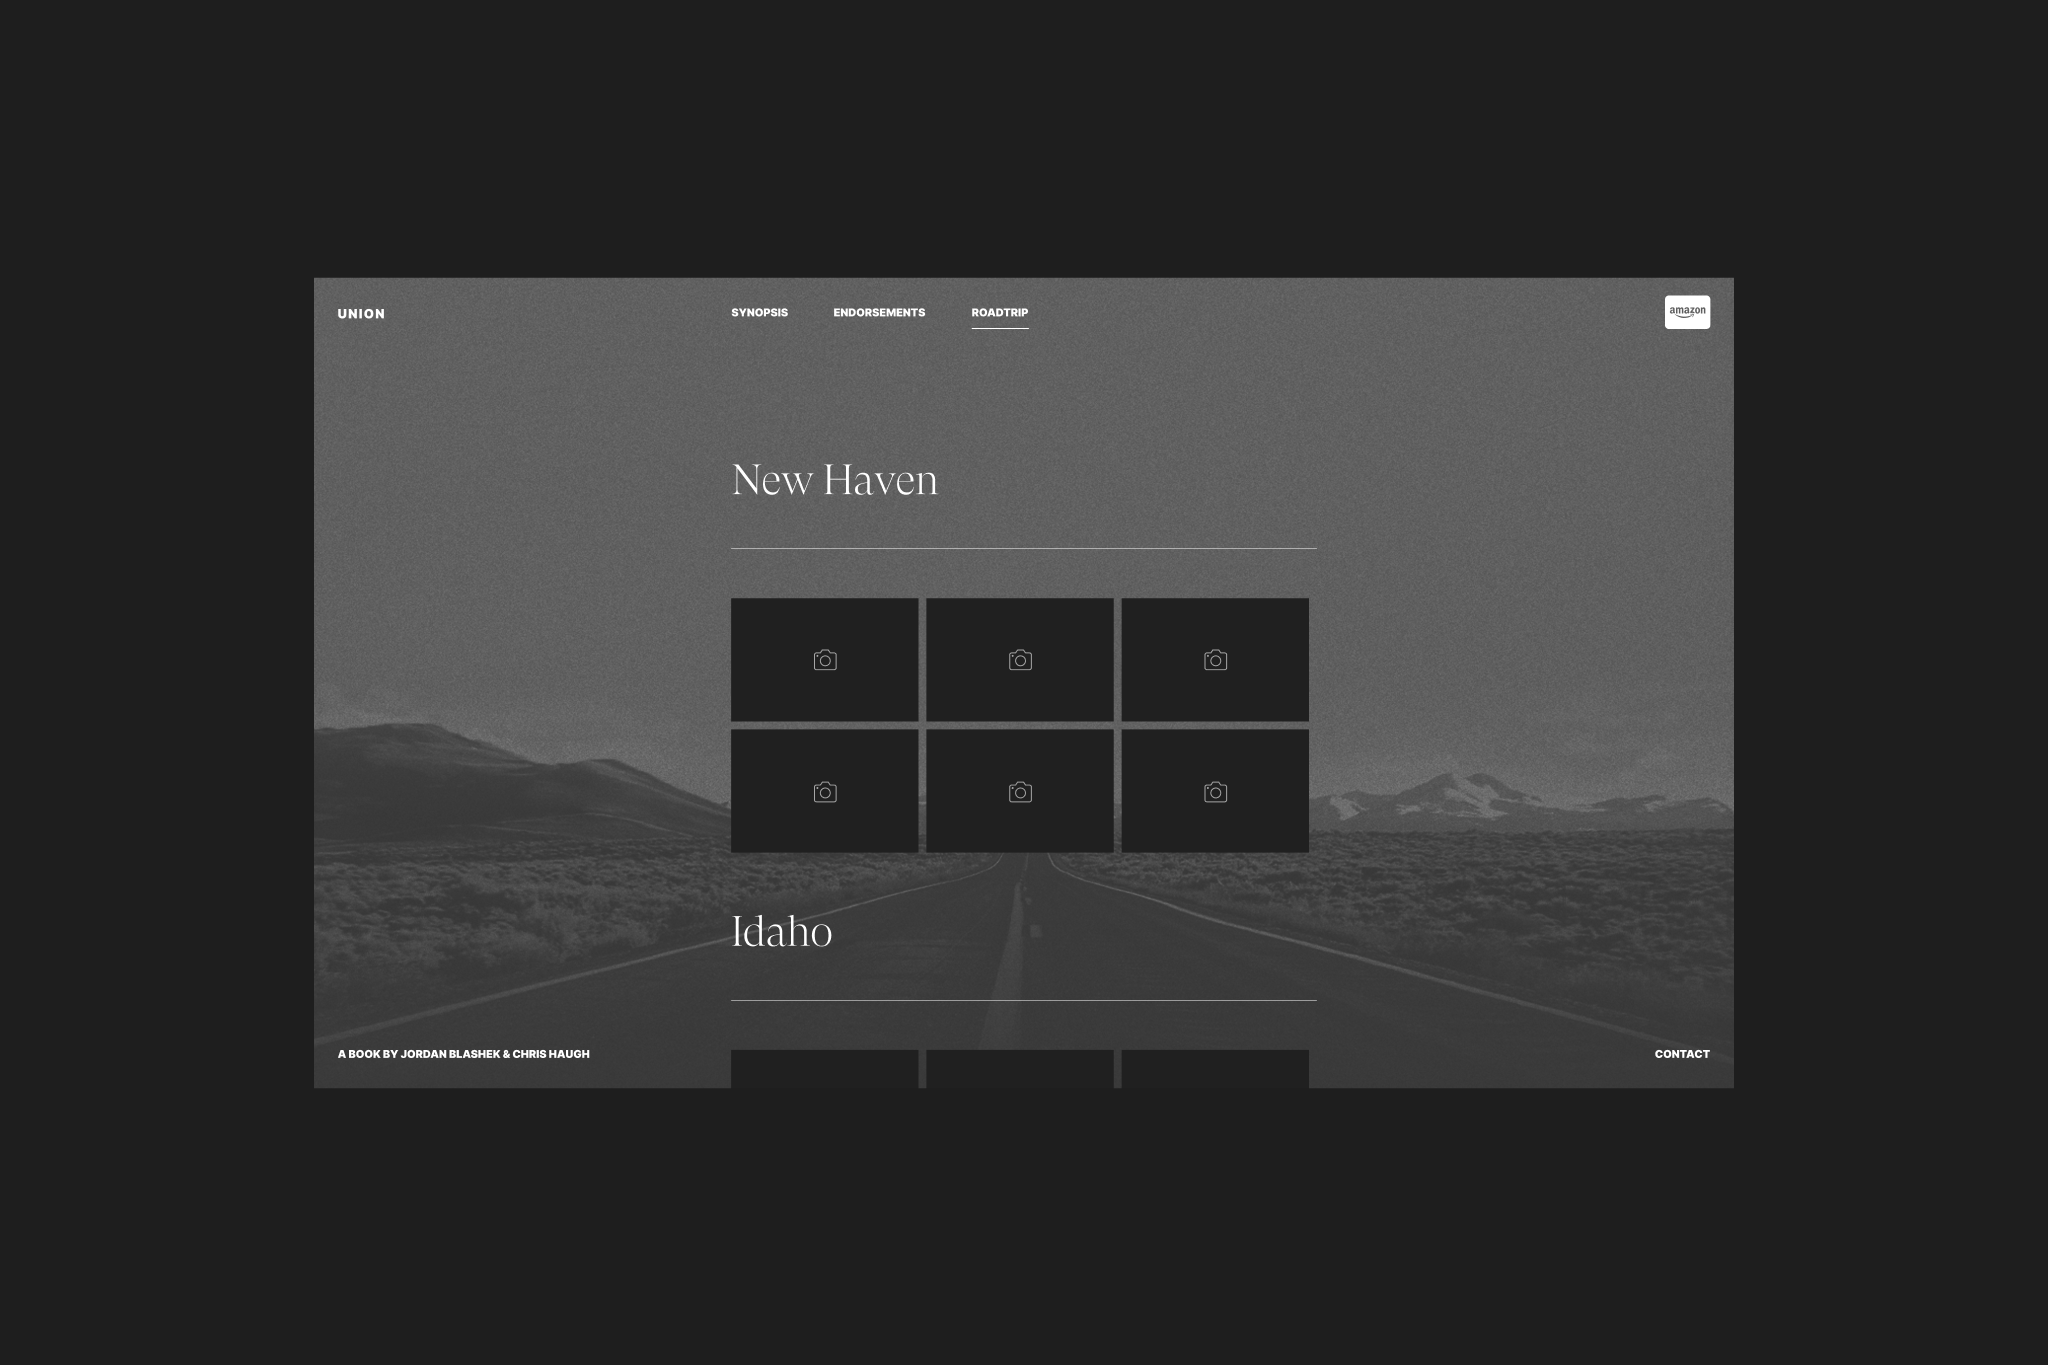 UNION
SYNOPSIS
ENDORSEMENTS
ROADTRIP
amazon
New Haven
Idaho
A BOOK BY JORDAN BLASHEK & CHRIS HAUGH
CONTACT